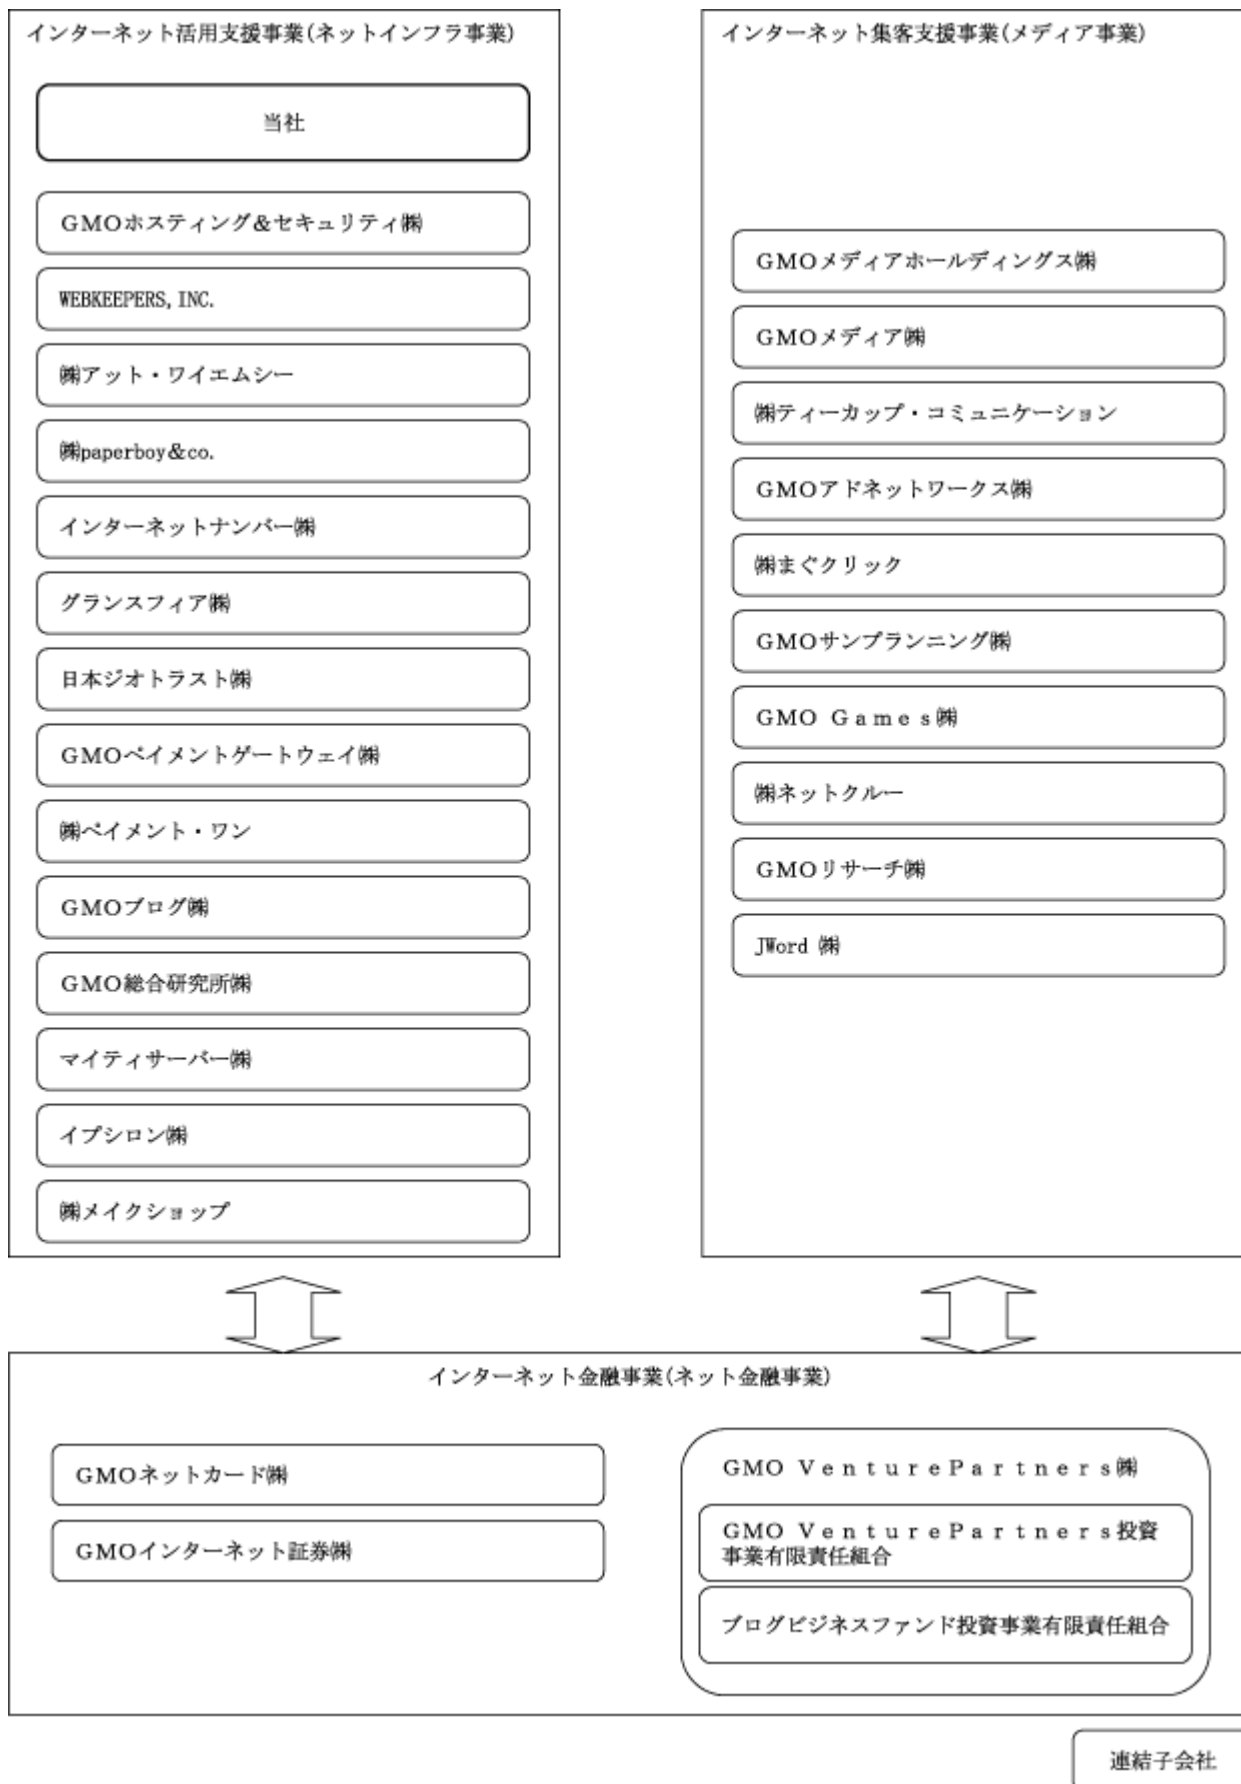 インターネット活用支援事業(ネットインフラ事業)
当社
GMOホスティング&セキュリティ㈱
WEBKEEPERS, INC.
㈱アット・ワイエムシー
㈱paperboy&co.
インターネットナンバー㈱
グランスフィア㈱
日本ジオトラスト㈱
GMOペイメントゲートウェイ㈱
㈱ペイメント・ワン
GMOブログ㈱
GMO総合研究所㈱
マイティサーバー㈱
イプシロン㈱
㈱メイクショップ
インターネット集客支援事業(メディア事業)
GMOメディアホールディングス㈱
GMOメディア㈱
㈱ティーカップ・コミュニケーション
GMOアドネットワークス㈱
㈱まぐクリック
GMOサンプランニング㈱
GMO Games㈱
㈱ネットクルー
GMOリサーチ㈱
JWord ㈱
インターネット金融事業(ネット金融事業)
GMOネットカード㈱
GMOインターネット証券㈱
GMO VenturePartners㈱
GMO VenturePartners投資
事業有限責任組合
ブログビジネスファンド投資事業有限責任組合
連結子会社